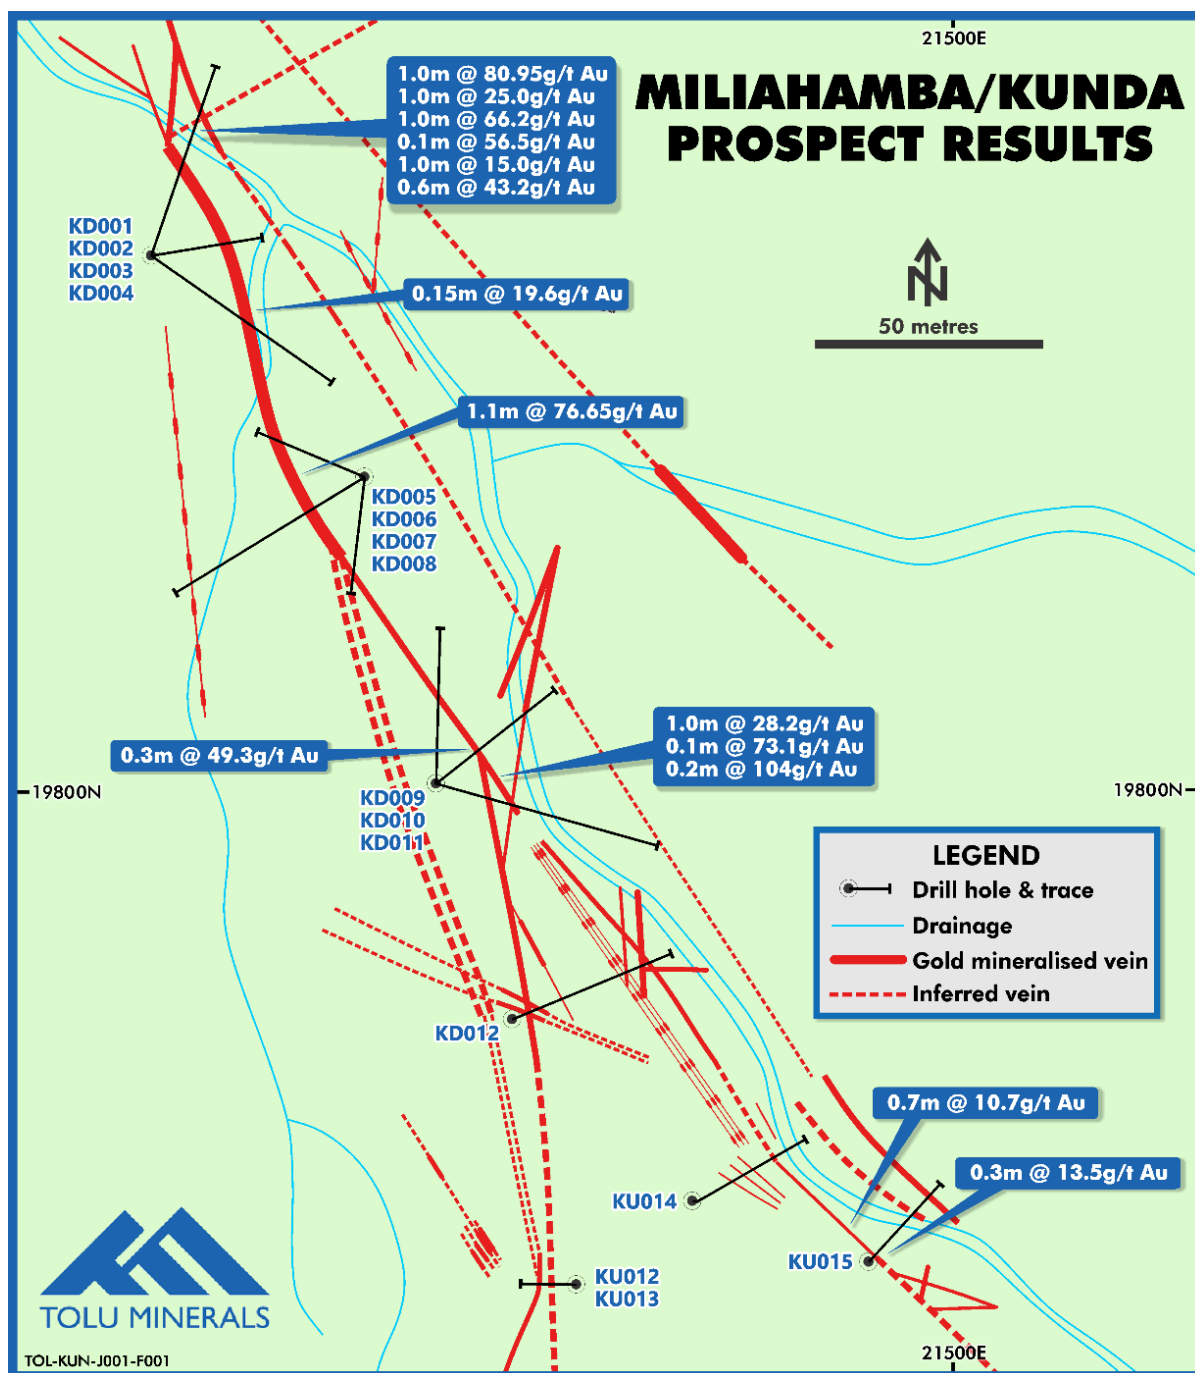 21500E
MILIAHAMBA/KUNDA
PROSPECT RESULTS
1.0m @ 80.95g/t Au
1.0m @ 25.0g/t Au
1.0m @ 66.2g/t Au
0.1m @ 56.5g/t Au
1.0m @ 15.0g/t Au
0.6m @ 43.2g/t Au
KD001
KD002
KD003
KD004
N
50 metres
0.15m @ 19.6g/t Au
1.1m @ 76.65g/t Au
KD005
KD006
KD007
KD008
0.3m @ 49.3g/t Au
1.0m @ 28.2g/t Au
0.1m @ 73.1g/t Au
0.2m @ 104g/t Au
19800N
19800N
KD009
KD010
KD011
LEGEND
Drill hole & trace
Drainage
Gold mineralised vein
Inferred vein
KD012
0.7m @ 10.7g/t Au
0.3m @ 13.5g/t Au
KU014
KU015
KU012
KU013
TOLU MINERALS
TOL-KUN-J001-F001
21500E